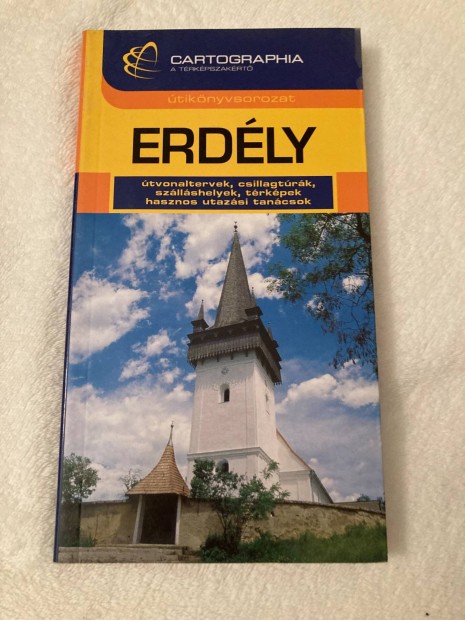 CARTOGRAPHIA
A TÉRKÉPSZAKÉRTŐ
útikönyvsorozat
ERDÉLY
útvonaltervek, csillagtúrák,
szálláshelyek, térképek
hasznos utazási tanácsok